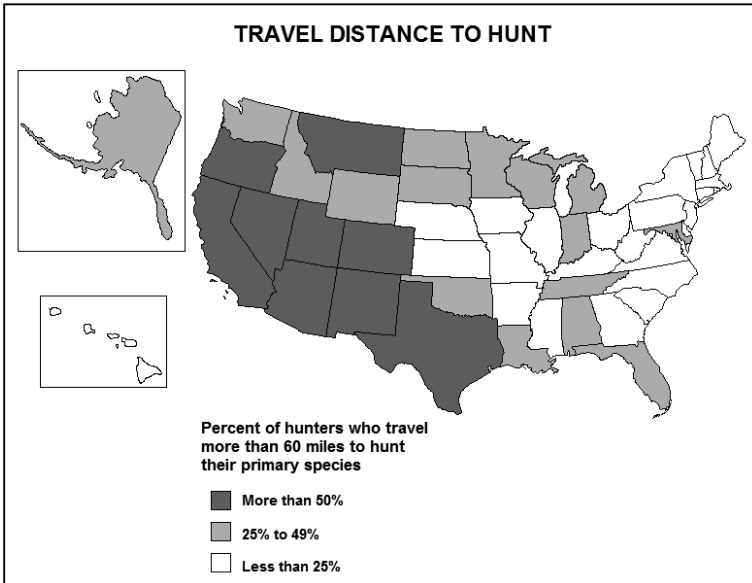 TRAVEL DISTANCE TO HUNT
Percent of hunters who travel
more than 60 miles to hunt
their primary species
More than 50%
25% to 49%
Less than 25%